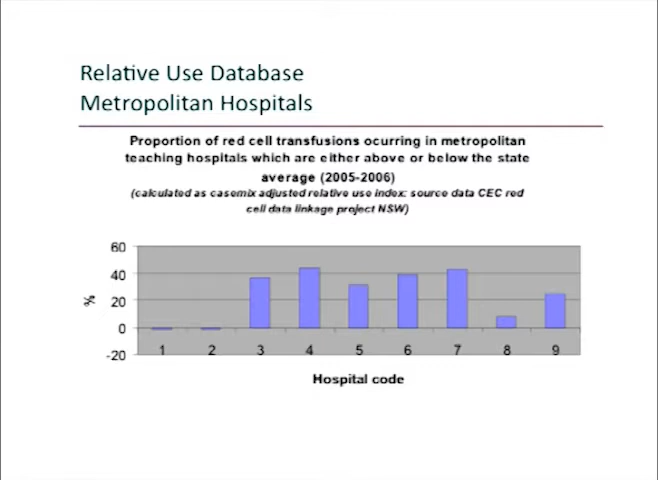 Relative Use Database
Metropolitan Hospitals
Proportion of red cell transfusions ocurring in metropolitan
teaching hospitals which are either above or below the state
average (2005-2006)
(calculated as casemix adjusted relative use index: source data CEC red
cell data linkage project NSW)
60
40
20
0
-20
%
1 2 3 4 5 6 7 8 9
Hospital code